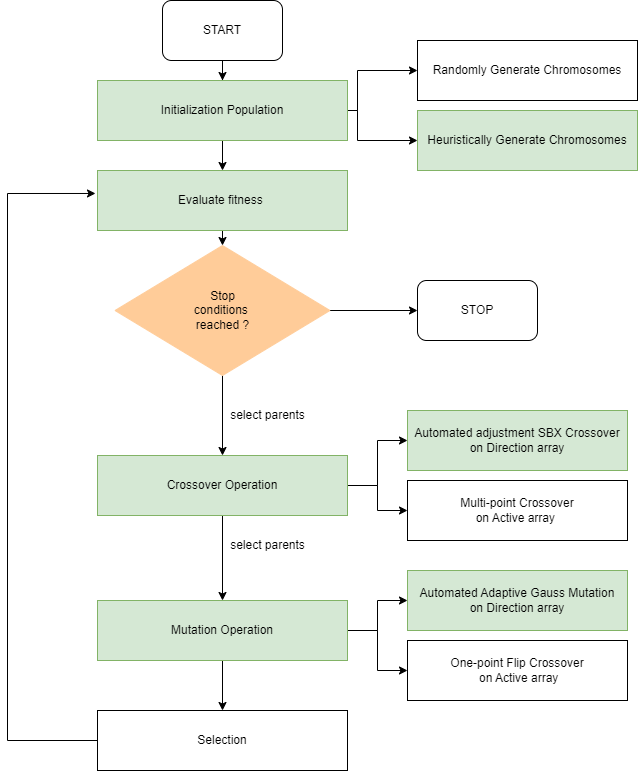 START
Initialization Population
Randomly Generate Chromosomes
Heuristically Generate Chromosomes
Evaluate fitness
Stop
conditions
reached ?
STOP
select parents
Crossover Operation
Automated adjustment SBX Crossover
on Direction array
Multi-point Crossover
on Active array
select parents
Mutation Operation
Automated Adaptive Gauss Mutation
on Direction array
One-point Flip Crossover
on Active array
Selection